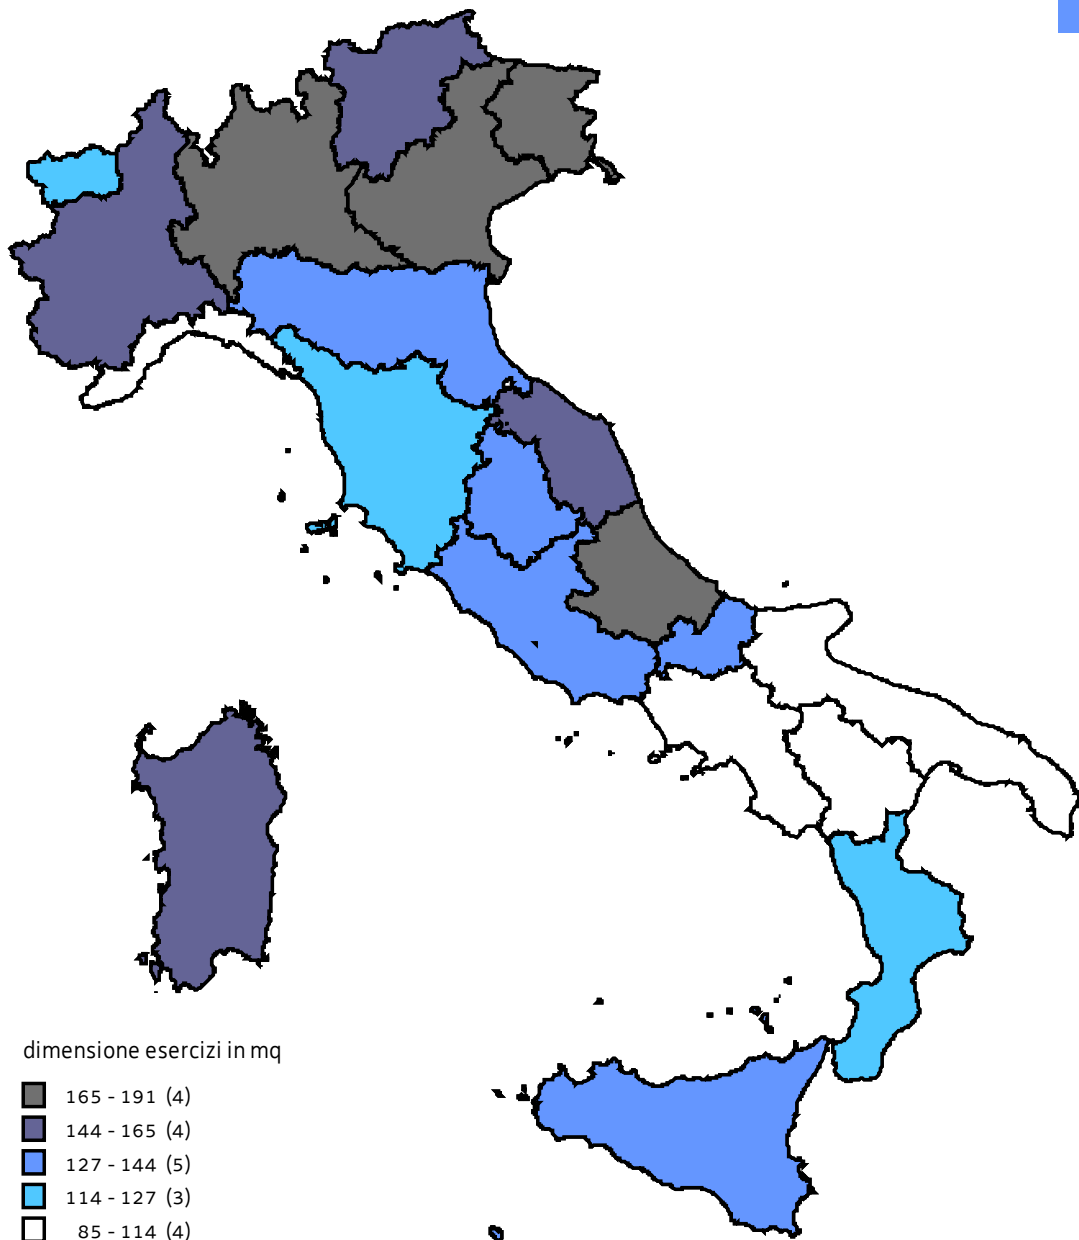 dimensione esercizi in mq
165 - 191 (4)
144 - 165 (4)
127 - 144 (5)
114 - 127 (3)
85 - 114 (4)